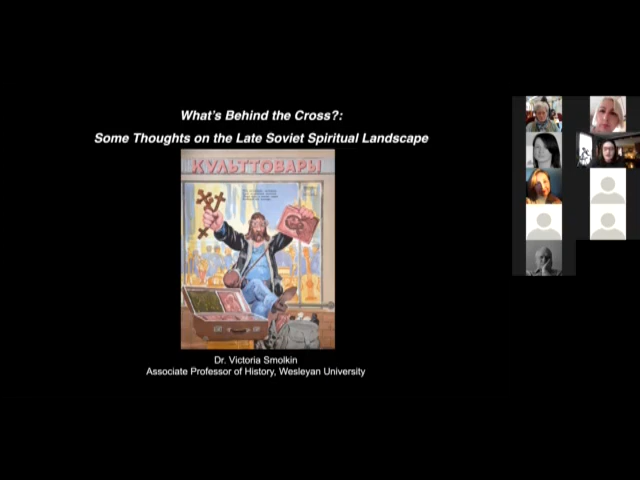 What's Behind the Cross?:
Some Thoughts on the Late Soviet Spiritual Landscape
КУЛЬТТОВАРЫ
Dr. Victoria Smolkin
Associate Professor of History, Wesleyan University